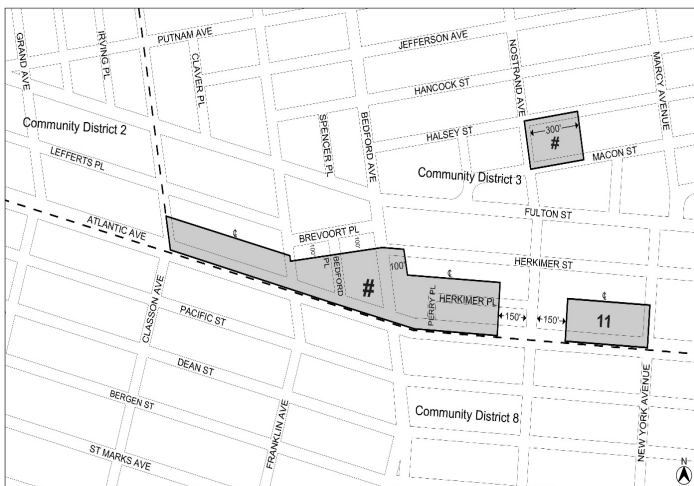 PUTNAM AVE
JEFFERSON AVE
GRAND AVE
IRVING PL
CLAVER PL
NOSTRAND AVE
MARCY AVENUE
HANCOCK ST
SPENCER PL
BEDFORD AVE
HALSEY ST
300'
#
Community District 2
LEFFERTS PL
MACON ST
Community District 3
FULTON ST
ATLANTIC AVE
℄
BREVOORT PL
100'
100'
BEDFORD PL
100'
#
℄
HERKIMER ST
HERKIMER PL
PERRY PL
150'
150'
℄
11
CLASSON AVE
PACIFIC ST
DEAN ST
BERGEN ST
FRANKLIN AVE
ST MARKS AVE
Community District 8
NEW YORK AVENUE
N